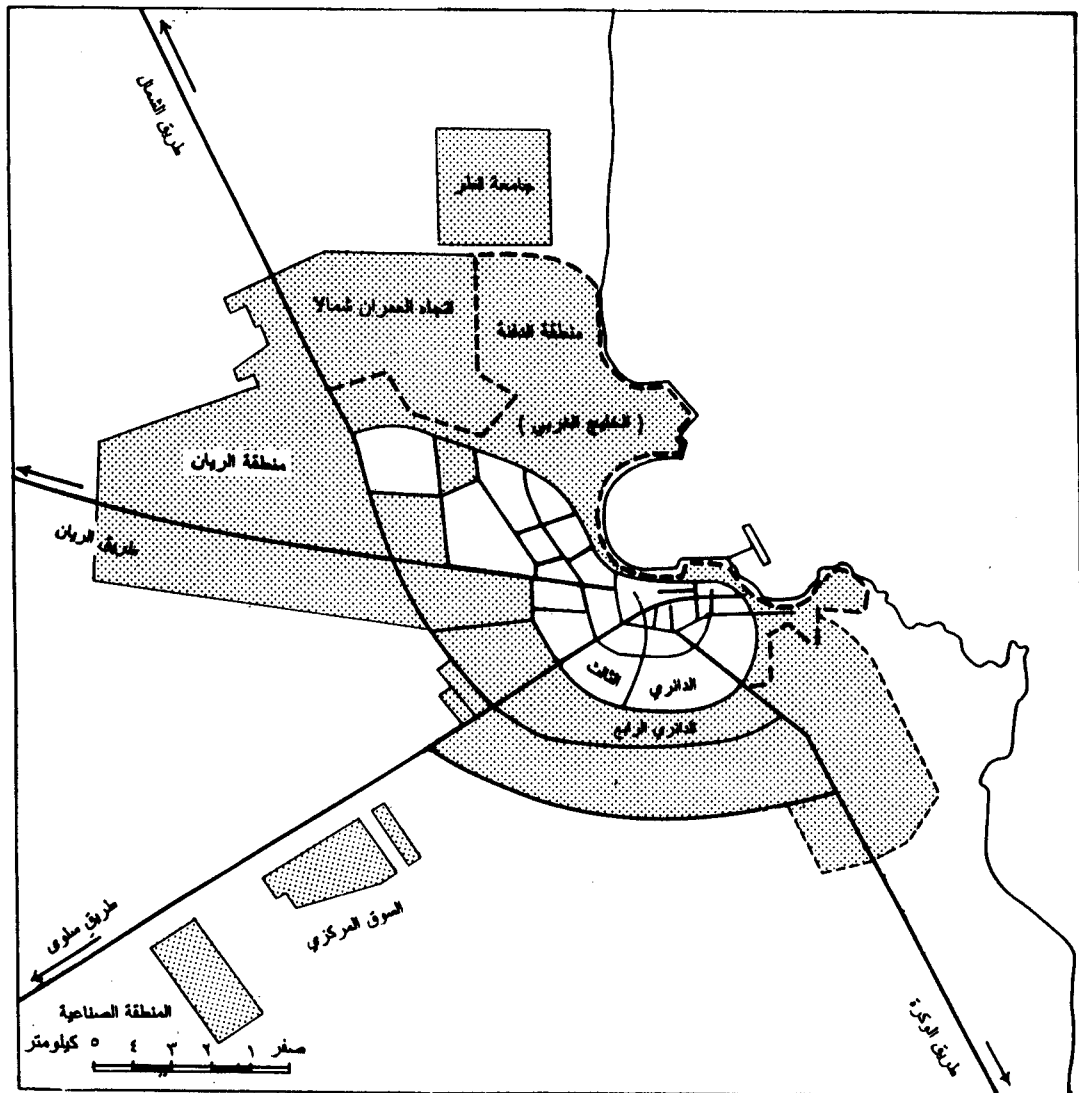 طريق الشمال
جامعة قطر
اتجاه العمران شمالا
منطقة الدفنة
( الخليج الغربي )
منطقة الريان
طريق الريان
الدائري الثالث
الدائري الرابع
السوق المركزي
طريق سلوى
المنطقة الصناعية
صفر ١ ٢ ٣ ٤ ٥ كيلومتر
طريق الوكرة